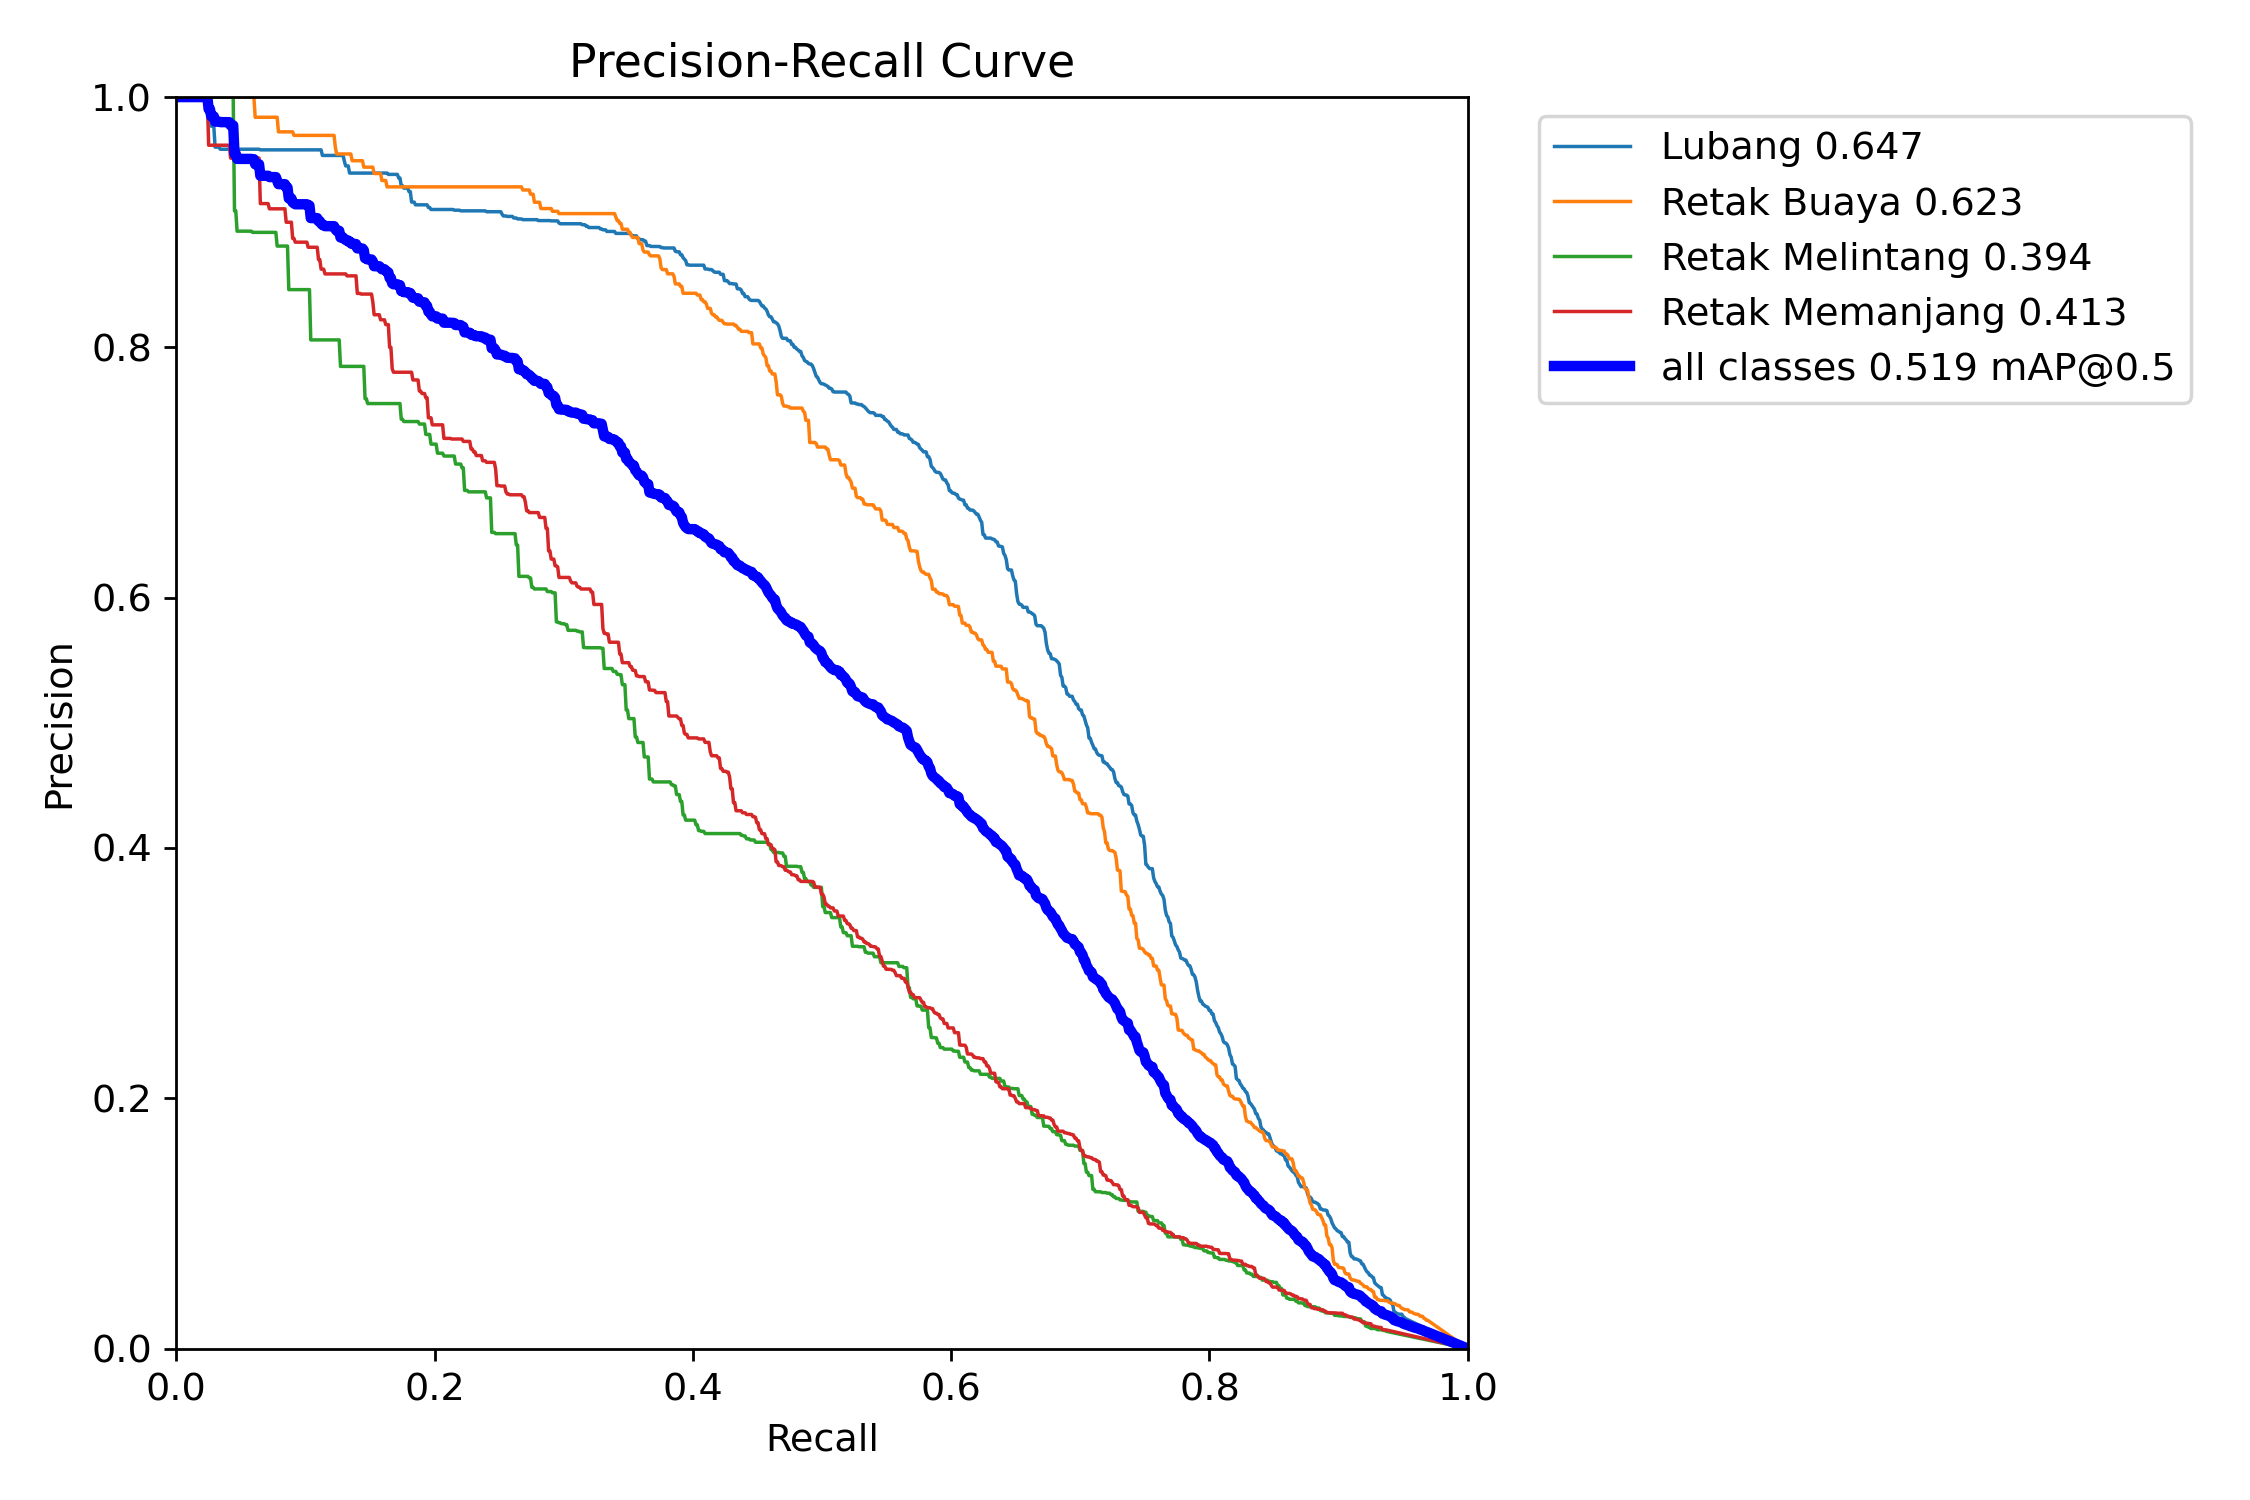 Precision-Recall Curve
1.0
0.8
0.6
0.4
0.2
0.0
Precision
0.0 0.2 0.4 0.6 0.8 1.0
Recall
Lubang 0.647
Retak Buaya 0.623
Retak Melintang 0.394
Retak Memanjang 0.413
all classes 0.519 mAP@0.5